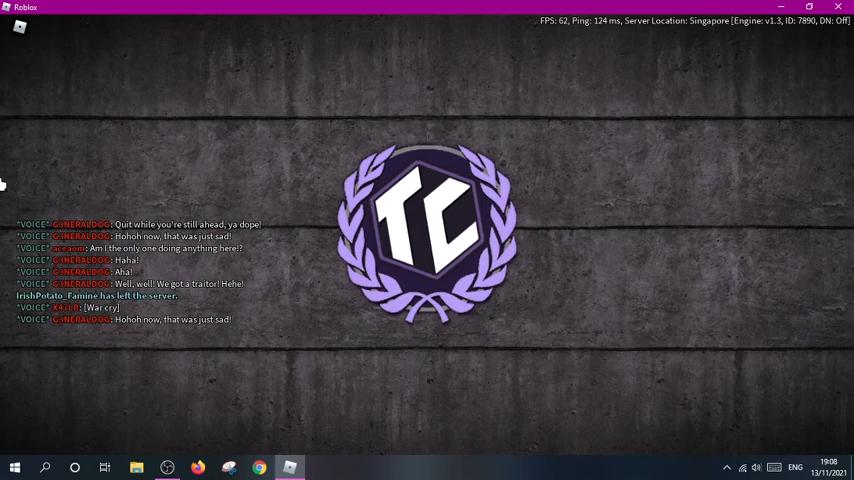 Roblox
FPS: 62, Ping: 124 ms, Server Location: Singapore [Engine: v1.3, ID: 7890, DN: Off]
TC
*VOICE* G3NERALDOG: Quit while you're still ahead, ya dope!
*VOICE* G3NERALDOG: Hohoh now, that was just sad!
*VOICE* aceaomi: Am I the only one doing anything here!?
*VOICE* G3NERALDOG: Haha!
*VOICE* G3NERALDOG: Aha!
*VOICE* G3NERALDOG: Well, well! We got a traitor! Hehe!
IrishPotato_Famine has left the server.
*VOICE* X47LR: [War cry]
*VOICE* G3NERALDOG: Hohoh now, that was just sad!
ENG
19:08
13/11/2021